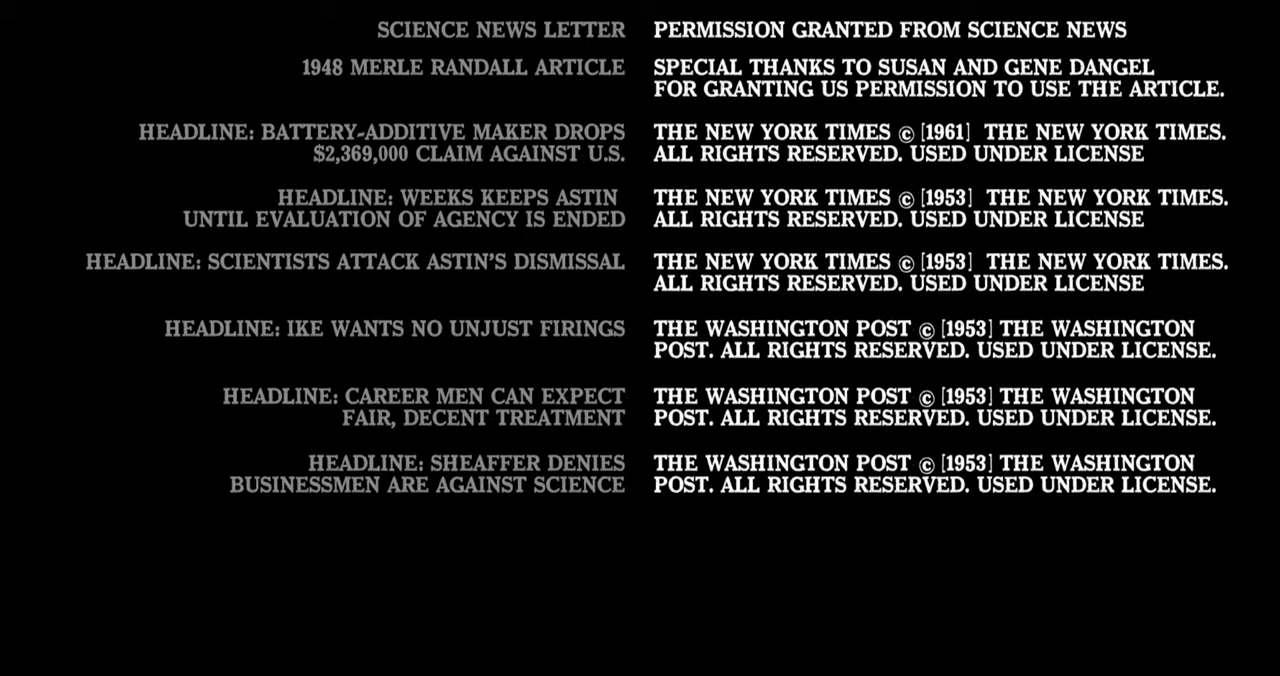 SCIENCE NEWS LETTER PERMISSION GRANTED FROM SCIENCE NEWS
1948 MERLE RANDALL ARTICLE SPECIAL THANKS TO SUSAN AND GENE DANGEL
FOR GRANTING US PERMISSION TO USE THE ARTICLE.
HEADLINE: BATTERY-ADDITIVE MAKER DROPS THE NEW YORK TIMES © [1961] THE NEW YORK TIMES.
$2,369,000 CLAIM AGAINST U.S. ALL RIGHTS RESERVED. USED UNDER LICENSE
HEADLINE: WEEKS KEEPS ASTIN THE NEW YORK TIMES © [1953] THE NEW YORK TIMES.
UNTIL EVALUATION OF AGENCY IS ENDED ALL RIGHTS RESERVED. USED UNDER LICENSE
HEADLINE: SCIENTISTS ATTACK ASTIN'S DISMISSAL THE NEW YORK TIMES © [1953] THE NEW YORK TIMES.
ALL RIGHTS RESERVED. USED UNDER LICENSE
HEADLINE: IKE WANTS NO UNJUST FIRINGS THE WASHINGTON POST © [1953] THE WASHINGTON
POST. ALL RIGHTS RESERVED. USED UNDER LICENSE.
HEADLINE: CAREER MEN CAN EXPECT THE WASHINGTON POST © [1953] THE WASHINGTON
FAIR, DECENT TREATMENT POST. ALL RIGHTS RESERVED. USED UNDER LICENSE.
HEADLINE: SHEAFFER DENIES THE WASHINGTON POST © [1953] THE WASHINGTON
BUSINESSMEN ARE AGAINST SCIENCE POST. ALL RIGHTS RESERVED. USED UNDER LICENSE.